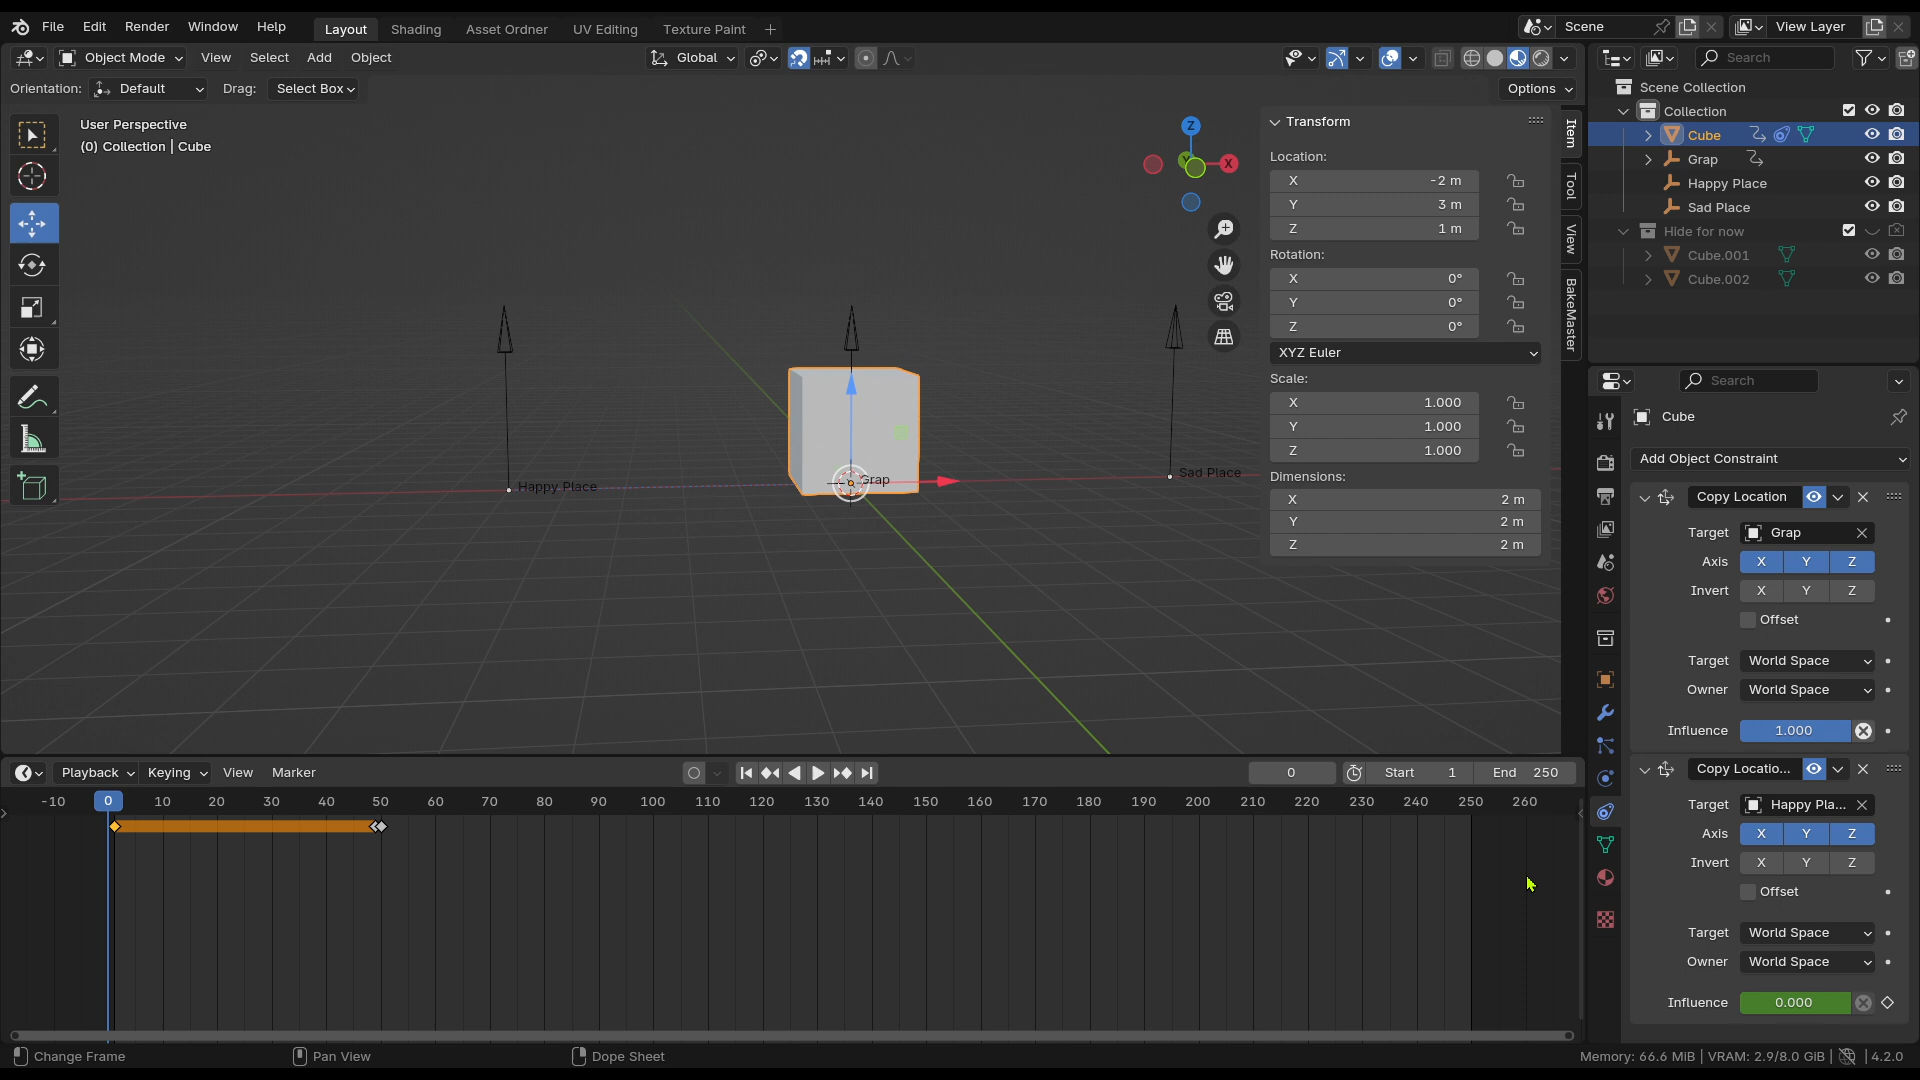 File Edit Render Window Help Layout Shading Asset Ordner UV Editing Texture Paint + Scene View Layer
Object Mode View Select Add Object Global Search
Orientation: Default Drag: Select Box Options
User Perspective
(0) Collection | Cube
Z
Y
X
Happy Place
Grap
Sad Place
Transform
Location:
X -2 m
Y 3 m
Z 1 m
Rotation:
X 0°
Y 0°
Z 0°
XYZ Euler
Scale:
X 1.000
Y 1.000
Z 1.000
Dimensions:
X 2 m
Y 2 m
Z 2 m
Item
Tool
View
BakeMaster
Scene Collection
Collection
Cube
Grap
Happy Place
Sad Place
Hide for now
Cube.001
Cube.002
Search
Cube
Add Object Constraint
Copy Location
Target Grap
Axis X Y Z
Invert X Y Z
Offset
Target World Space
Owner World Space
Influence 1.000
Copy Locatio...
Target Happy Pla...
Axis X Y Z
Invert X Y Z
Offset
Target World Space
Owner World Space
Influence 0.000
Playback Keying View Marker 0 Start 1 End 250
-10 0 10 20 30 40 50 60 70 80 90 100 110 120 130 140 150 160 170 180 190 200 210 220 230 240 250 260
Change Frame Pan View Dope Sheet Memory: 66.6 MiB | VRAM: 2.9/8.0 GiB | 4.2.0